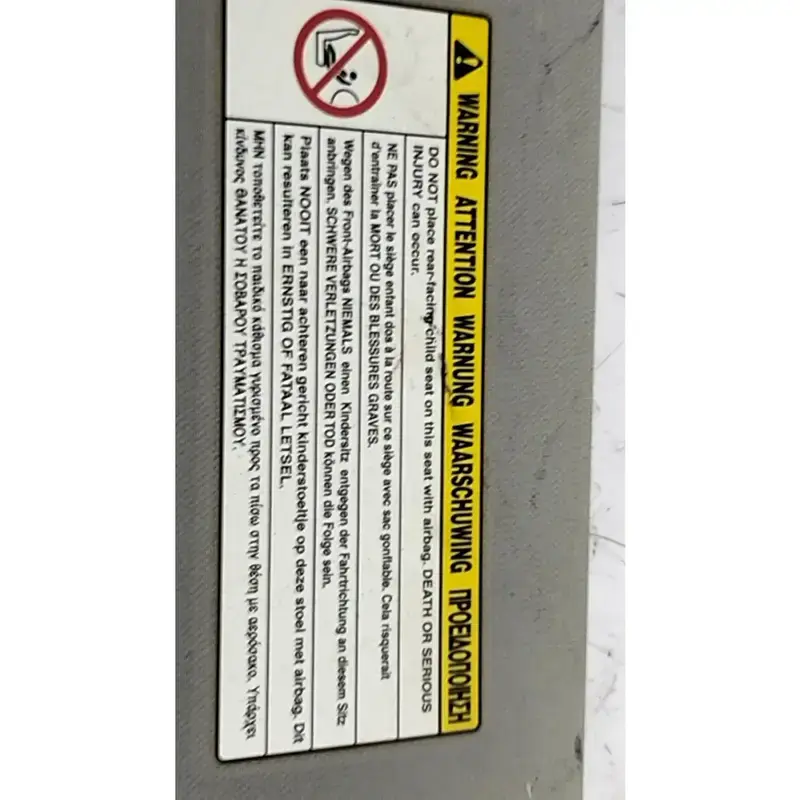 WARNING ATTENTION WARNUNG WAARSCHUWING ΠΡΟΕΙΔΟΠΟΙΗΣΗ
DO NOT place rear-facing child seat on this seat with airbag. DEATH OR SERIOUS
INJURY can occur.
NE PAS placer le siège enfant dos à la route sur ce siège avec sac gonflable. Cela risquerait
d'entraîner la MORT OU DES BLESSURES GRAVES.
Wegen des Front-Airbags NIEMALS einen Kindersitz entgegen der Fahrtrichtung an diesem Sitz
anbringen, SCHWERE VERLETZUNGEN ODER TOD können die Folge sein.
Plaats NOOIT een naar achteren gericht kinderstoeltje op deze stoel met airbag. Dit
kan resulteren in ERNSTIG OF FATAAL LETSEL.
ΜΗΝ τοποθετείτε το παιδικό κάθισμα γυρισμένο προς τα πίσω στην θέση με αερόσακο. Υπάρχει
κίνδυνος ΘΑΝΑΤΟΥ Η ΣΟΒΑΡΟΥ ΤΡΑΥΜΑΤΙΣΜΟΥ.